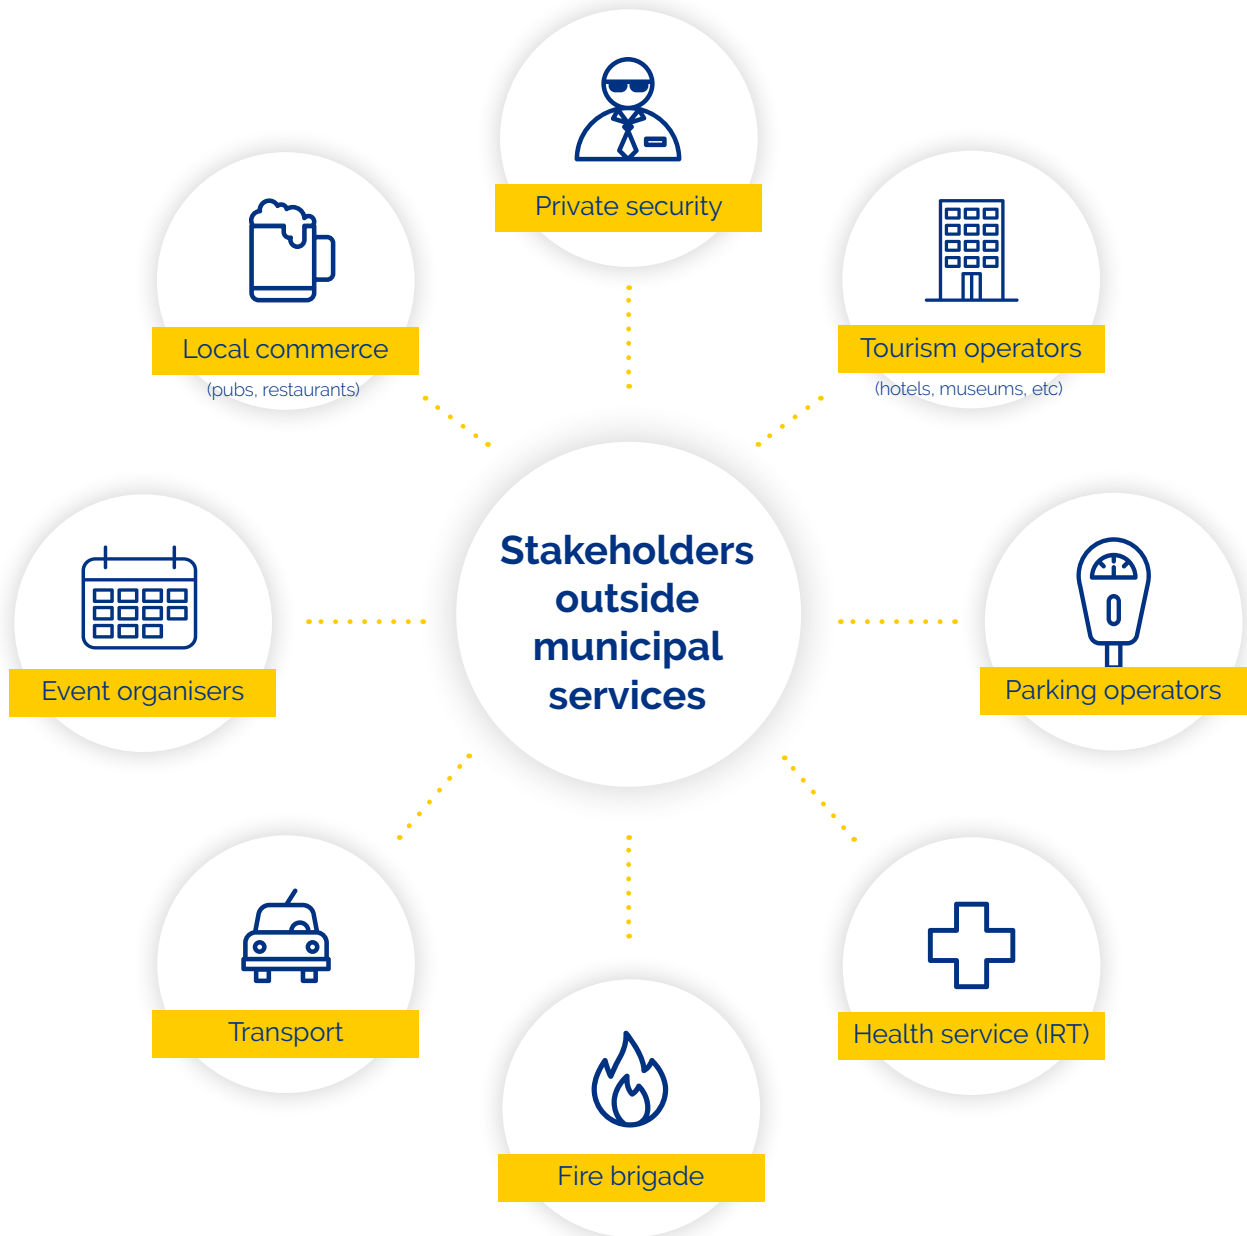 Private security
Local commerce
(pubs, restaurants)
Tourism operators
(hotels, museums, etc)
Stakeholders
outside
municipal
services
Event organisers
Parking operators
Transport
Health service (IRT)
Fire brigade